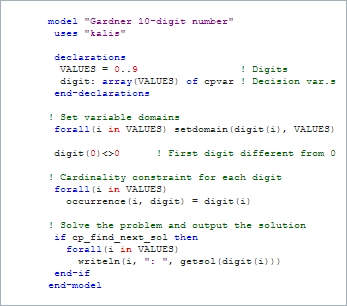 model "Gardner 10-digit number"
uses "kalis"
declarations
VALUES = 0..9 ! Digits
digit: array(VALUES) of cpvar ! Decision var.s
end-declarations
! Set variable domains
forall(i in VALUES) setdomain(digit(i), VALUES)
digit(0)<>0 ! First digit different from 0
! Cardinality constraint for each digit
forall(i in VALUES)
occurrence(i, digit) = digit(i)
! Solve the problem and output the solution
if cp_find_next_sol then
forall(i in VALUES)
writeln(i, ": ", getsol(digit(i)))
end-if
end-model